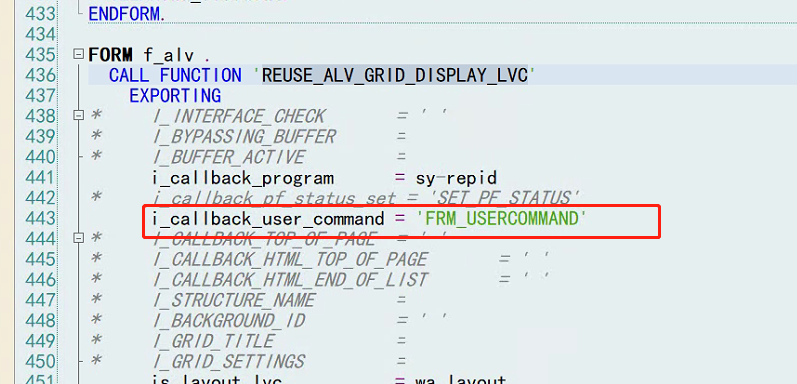 433 ENDFORM.
434
435 FORM f_alv .
436 CALL FUNCTION 'REUSE_ALV_GRID_DISPLAY_LVC'
437 EXPORTING
438 * I_INTERFACE_CHECK = ' '
439 * I_BYPASSING_BUFFER =
440 * I_BUFFER_ACTIVE =
441 i_callback_program = sy-repid
442 * i_callback_pf_status_set = 'SET_PF_STATUS'
443 i_callback_user_command = 'FRM_USERCOMMAND'
444 * I_CALLBACK_TOP_OF_PAGE = ' '
445 * I_CALLBACK_HTML_TOP_OF_PAGE = ' '
446 * I_CALLBACK_HTML_END_OF_LIST = ' '
447 * I_STRUCTURE_NAME =
448 * I_BACKGROUND_ID = ' '
449 * I_GRID_TITLE =
450 * I_GRID_SETTINGS =
451 is_layout_lvc = wa_layout